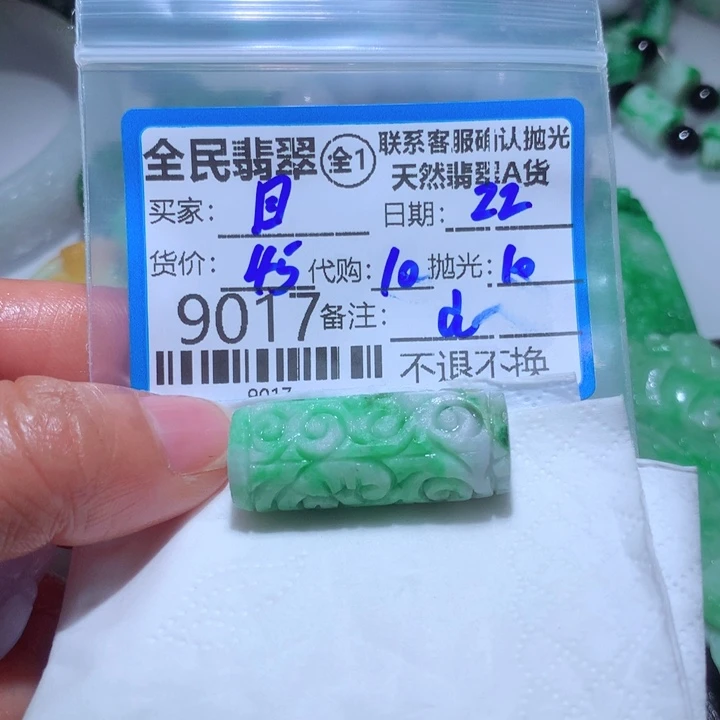 全民翡翠 全1 联系客服确认抛光
天然翡翠A货
买家: 目 日期: 22
货价: 45 代购: 10 抛光: 10
9017 备注: d
不退不换
9017